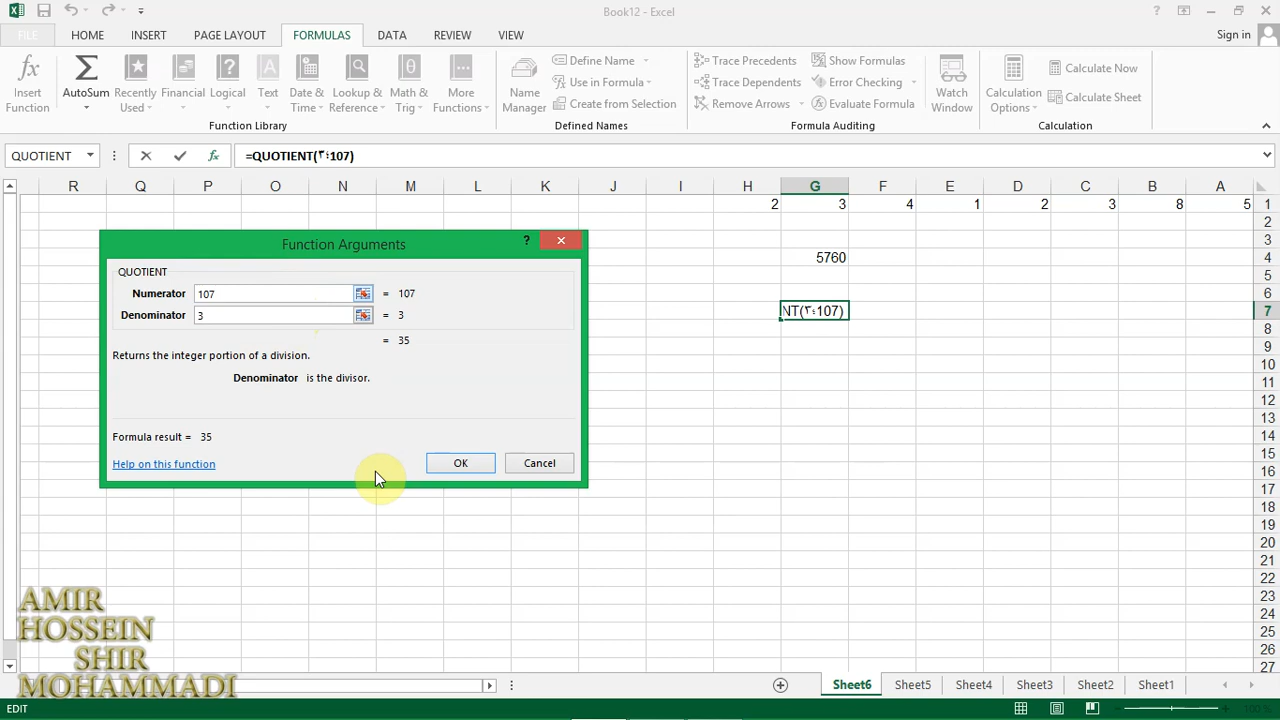 Book12 - Excel
FILE HOME INSERT PAGE LAYOUT FORMULAS DATA REVIEW VIEW Sign in
Insert Function
AutoSum
Recently Used
Financial
Logical
Text
Date & Time
Lookup & Reference
Math & Trig
More Functions
Function Library
Name Manager
Define Name
Use in Formula
Create from Selection
Defined Names
Trace Precedents
Trace Dependents
Remove Arrows
Show Formulas
Error Checking
Evaluate Formula
Formula Auditing
Watch Window
Calculation Options
Calculate Now
Calculate Sheet
Calculation
QUOTIENT
=QUOTIENT(۳؛107)
R Q P O N M L K J I H G F E D C B A
2 3 4 1 2 3 8 5 1
2
3
5760 4
5
6
NT(۳؛107) 7
8
9
10
11
12
13
14
15
16
17
18
19
20
21
22
23
24
25
26
27
Function Arguments
?
QUOTIENT
Numerator 107 = 107
Denominator 3 = 3
= 35
Returns the integer portion of a division.
Denominator is the divisor.
Formula result = 35
Help on this function
OK Cancel
AMIR
HOSSEIN
SHIR
MOHAMMADI
Sheet6 Sheet5 Sheet4 Sheet3 Sheet2 Sheet1
EDIT
100 %